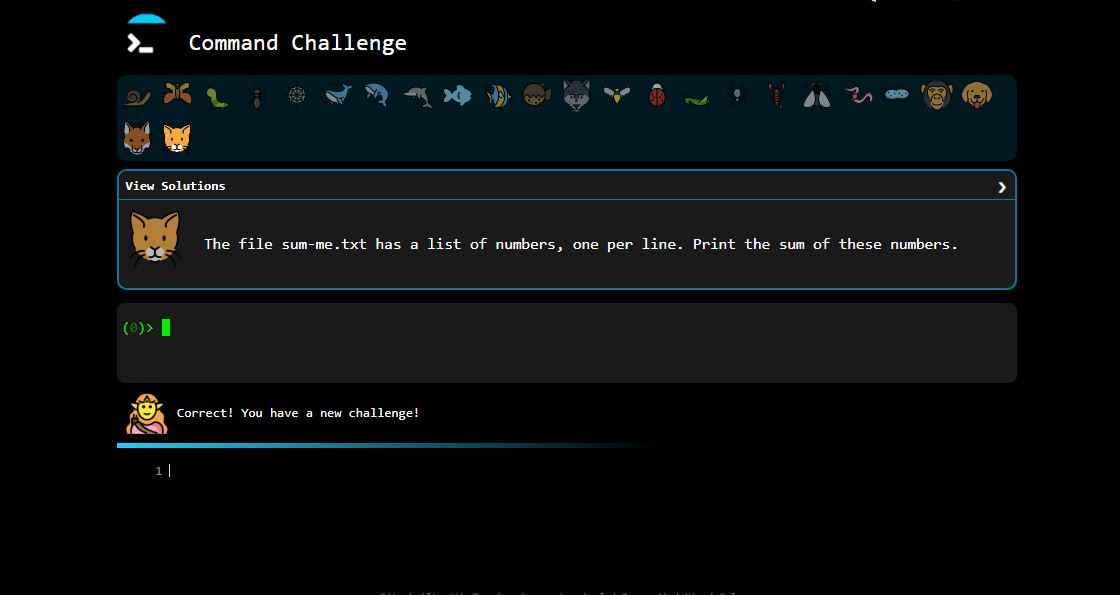 Command Challenge
View Solutions
The file sum-me.txt has a list of numbers, one per line. Print the sum of these numbers.
(0)>
Correct! You have a new challenge!
1